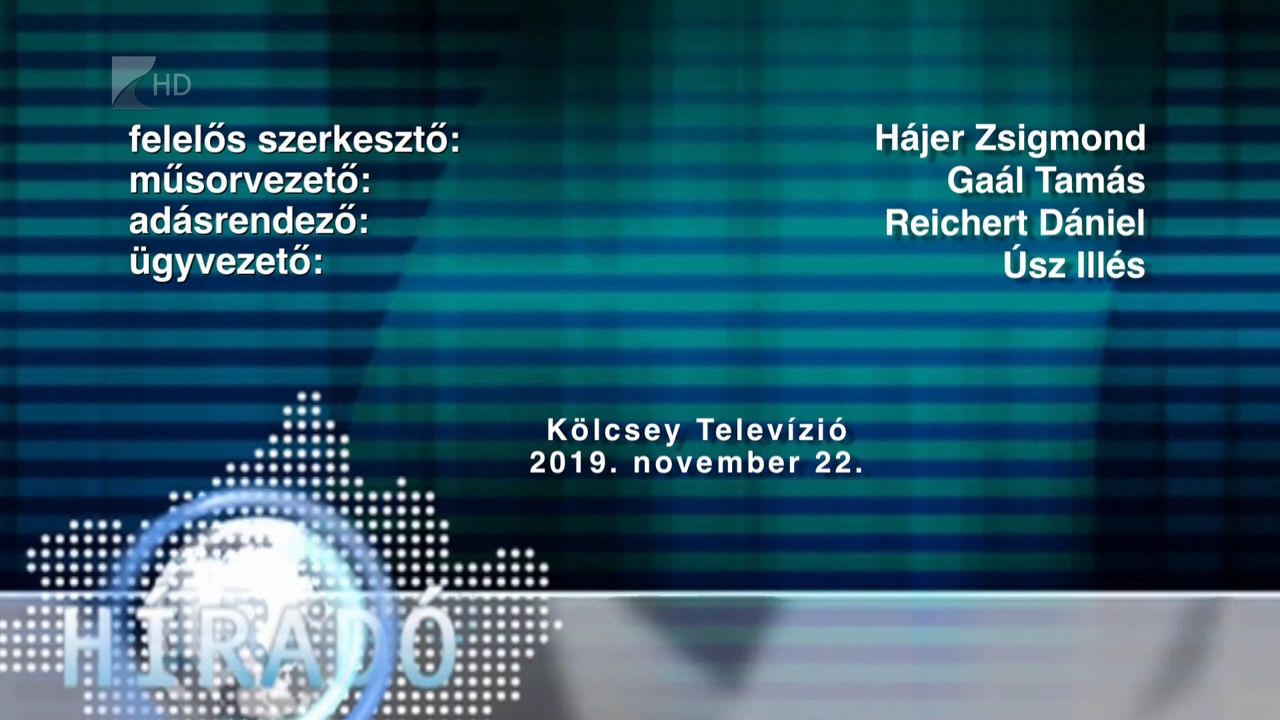 HD
felelős szerkesztő: Hájer Zsigmond
műsorvezető: Gaál Tamás
adásrendező: Reichert Dániel
ügyvezető: Úsz Illés
Kölcsey Televízió
2019. november 22.
HÍRADÓ